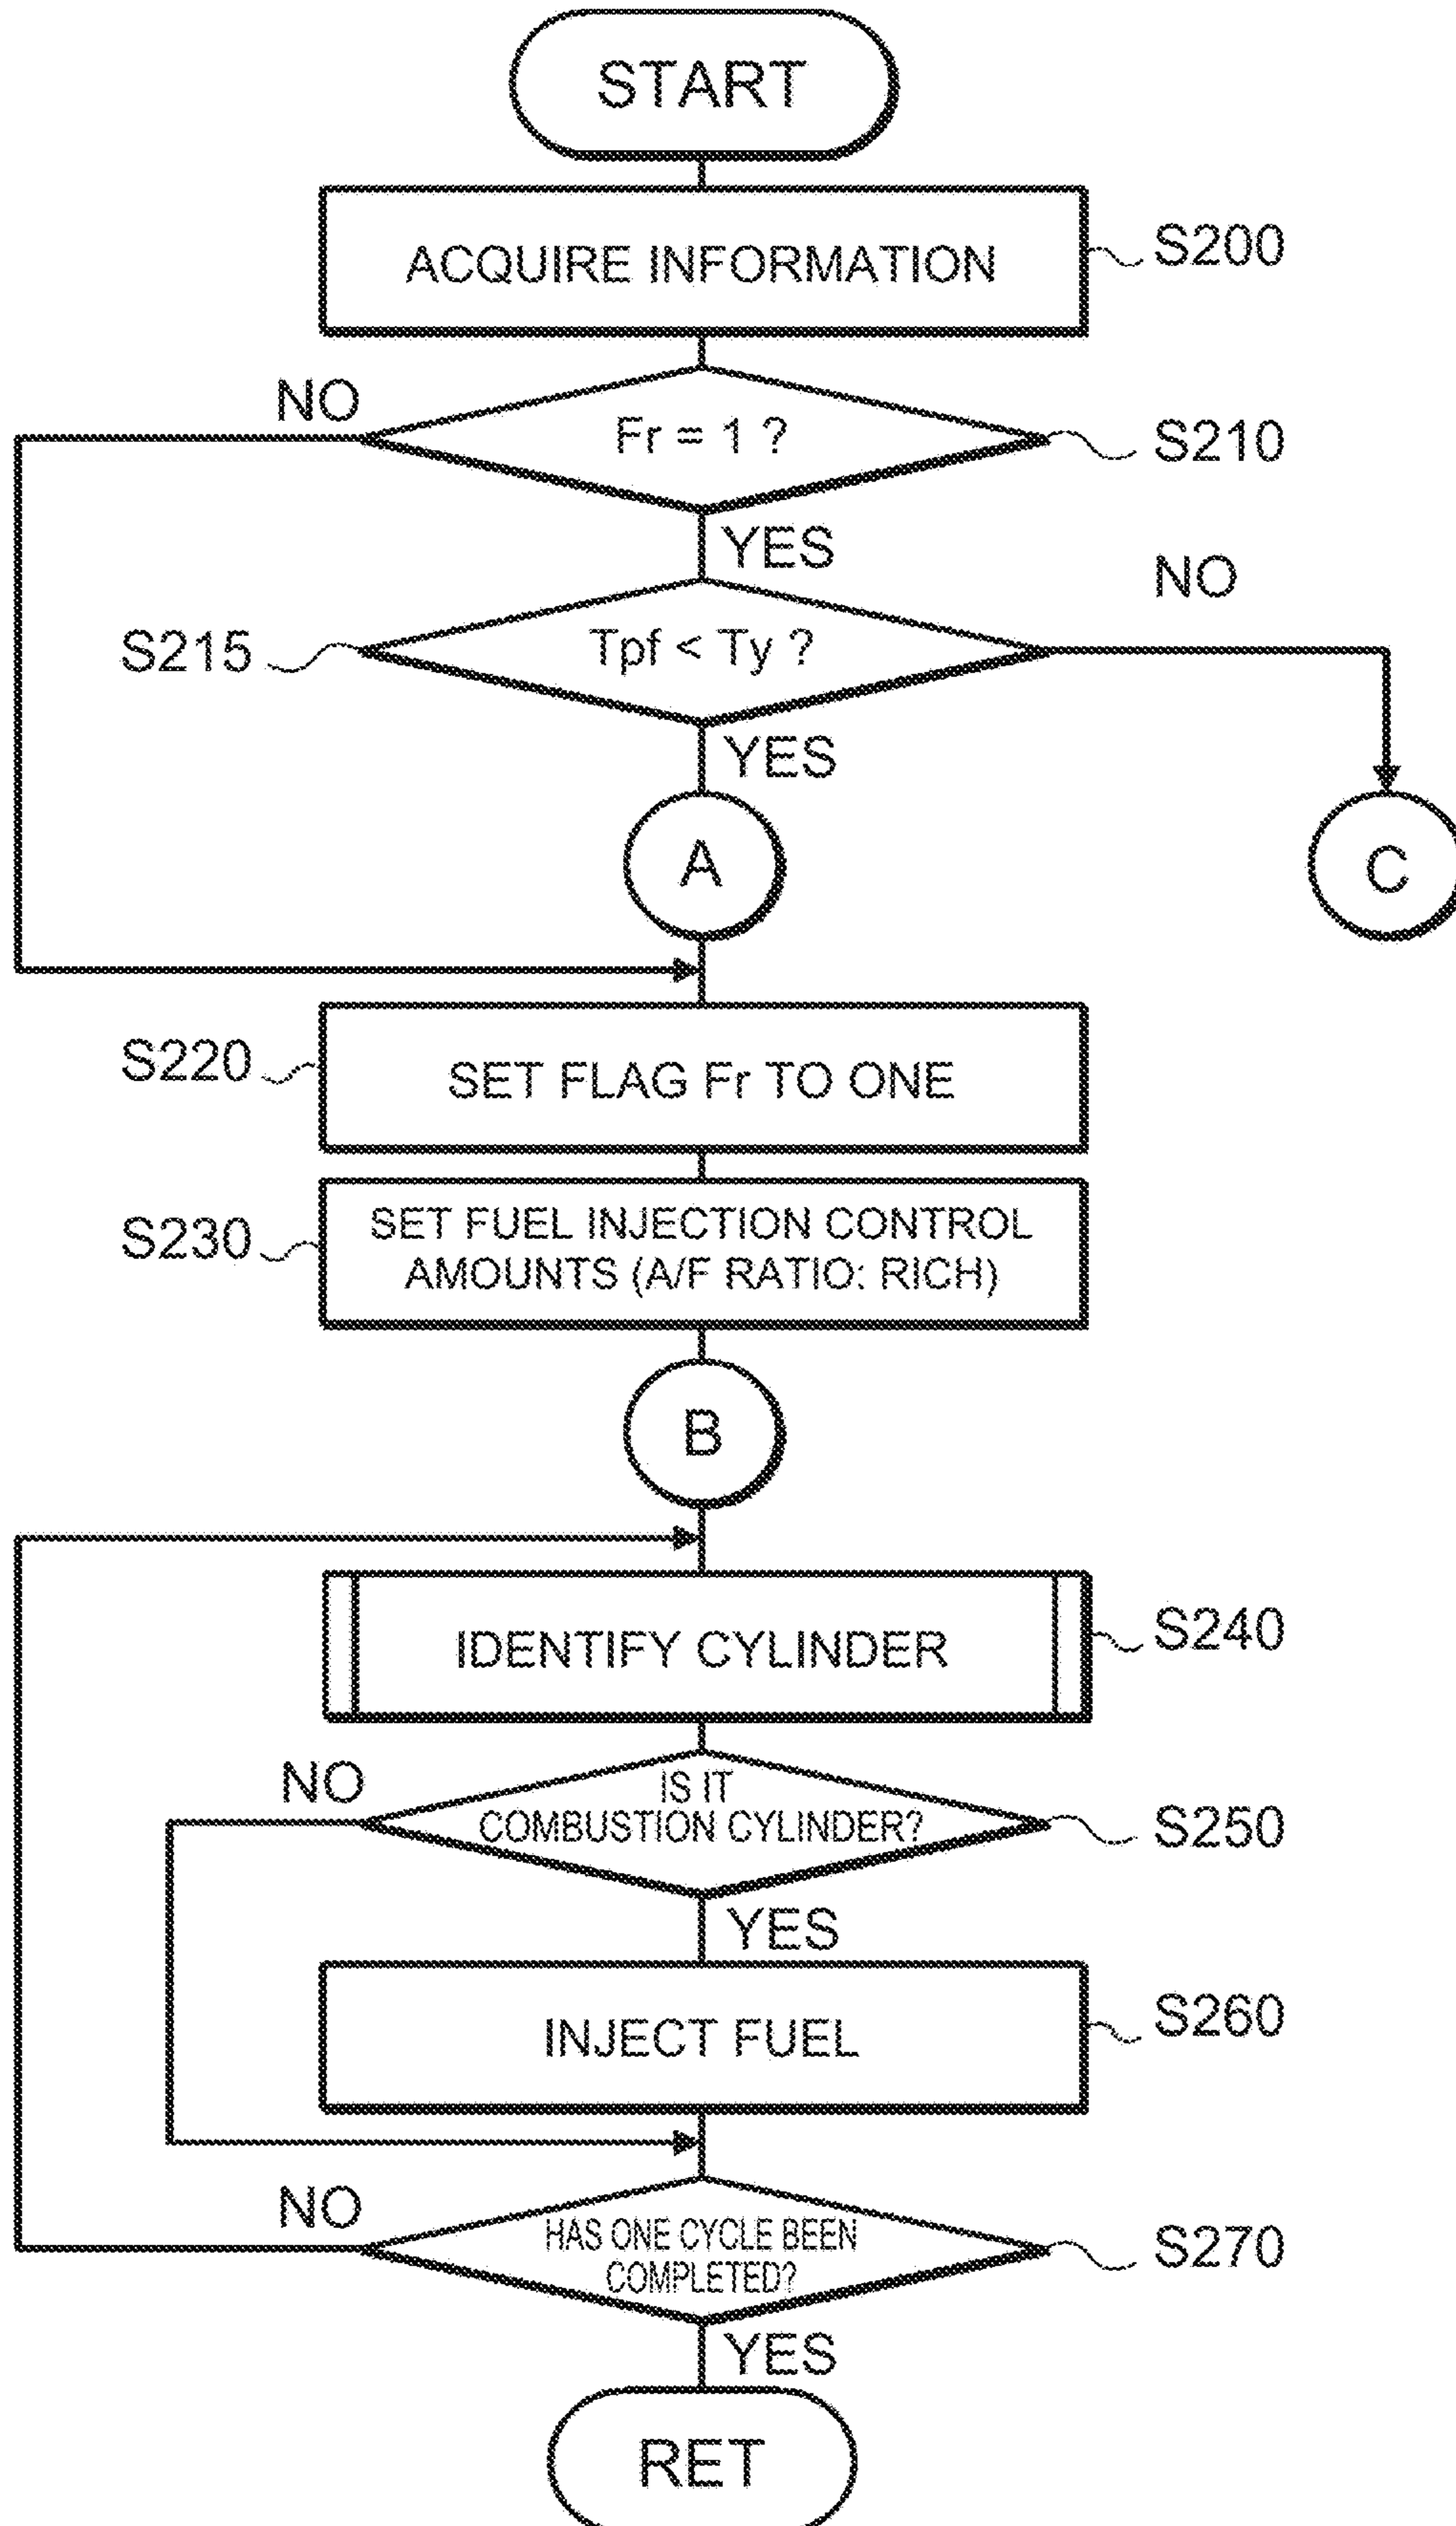 START
ACQUIRE INFORMATION
S200
NO
Fr = 1 ?
S210
YES
NO
S215
Tpf < Ty ?
YES
A
C
S220
SET FLAG Fr TO ONE
S230
SET FUEL INJECTION CONTROL
AMOUNTS (A/F RATIO: RICH)
B
IDENTIFY CYLINDER
S240
NO
IS IT
COMBUSTION CYLINDER?
S250
YES
INJECT FUEL
S260
NO
HAS ONE CYCLE BEEN
COMPLETED?
S270
YES
RET